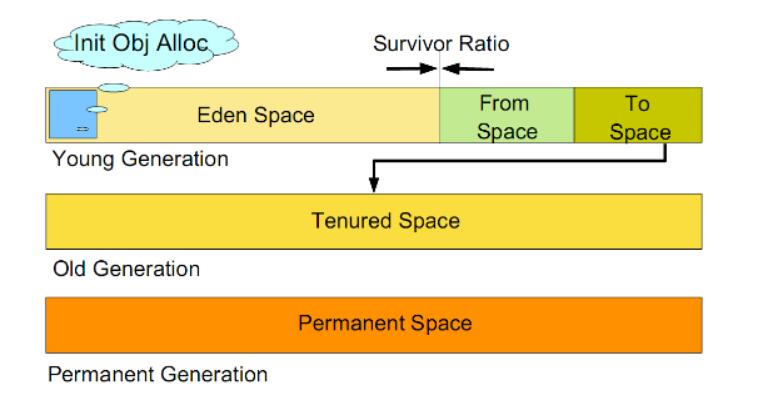 Init Obj Alloc
Survivor Ratio
Eden Space
From
Space
To
Space
Young Generation
Tenured Space
Old Generation
Permanent Space
Permanent Generation